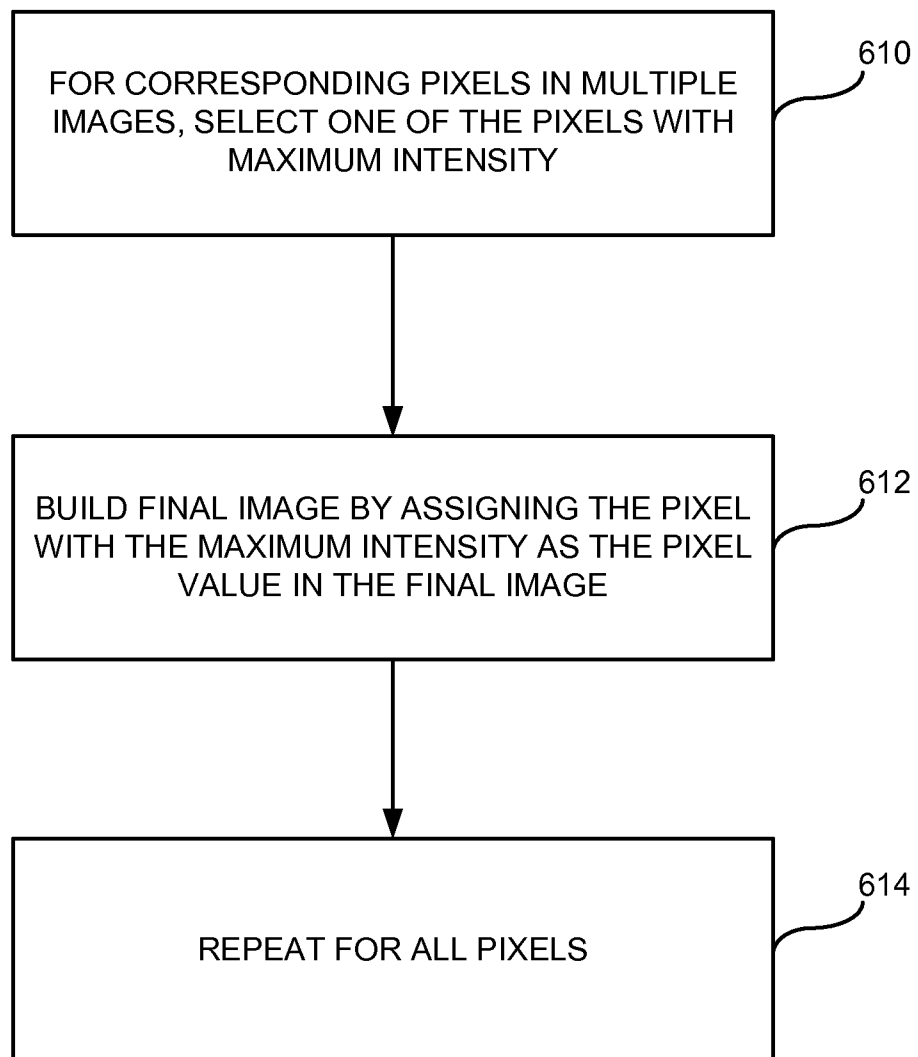 610
FOR CORRESPONDING PIXELS IN MULTIPLE
IMAGES, SELECT ONE OF THE PIXELS WITH
MAXIMUM INTENSITY
612
BUILD FINAL IMAGE BY ASSIGNING THE PIXEL
WITH THE MAXIMUM INTENSITY AS THE PIXEL
VALUE IN THE FINAL IMAGE
614
REPEAT FOR ALL PIXELS